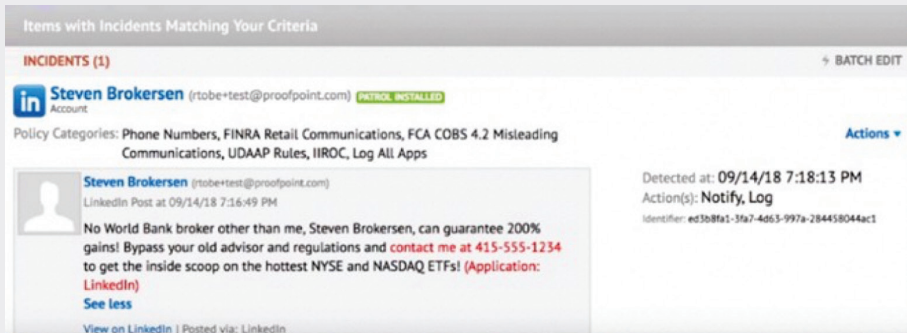 Items with Incidents Matching Your Criteria
INCIDENTS (1)
BATCH EDIT
in Steven Brokersen (rtobe+test@proofpoint.com) PATROL INSTALLED
Account
Policy Categories: Phone Numbers, FINRA Retail Communications, FCA COBS 4.2 Misleading
Communications, UDAAP Rules, IIROC, Log All Apps
Actions
Steven Brokersen (rtobe+test@proofpoint.com)
LinkedIn Post at 09/14/18 7:16:49 PM
No World Bank broker other than me, Steven Brokersen, can guarantee 200%
gains! Bypass your old advisor and regulations and contact me at 415-555-1234
to get the inside scoop on the hottest NYSE and NASDAQ ETFs! (Application:
LinkedIn)
See less
View on LinkedIn | Posted via: LinkedIn
Detected at: 09/14/18 7:18:13 PM
Action(s): Notify, Log
Identifier: ed3b8fa1-3fa7-4d63-997a-284458044ac1